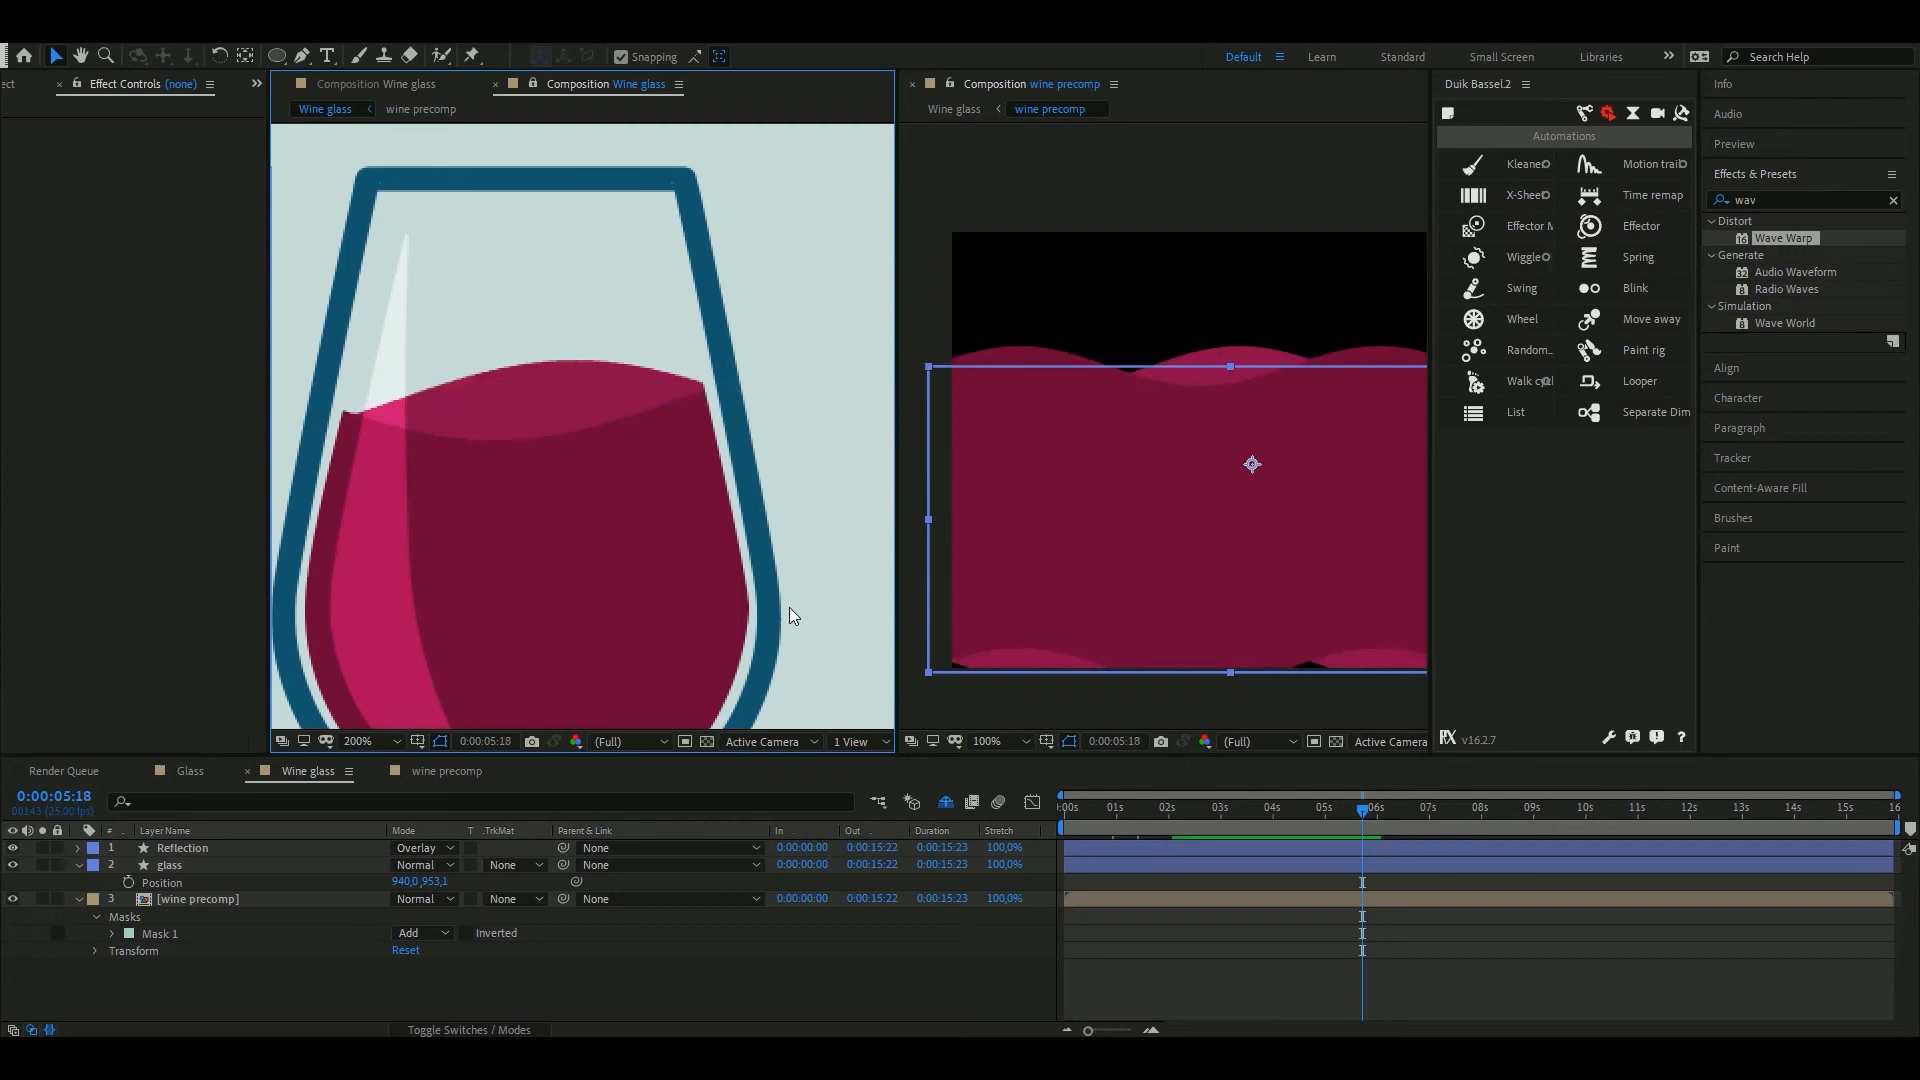 Snapping
Default
Learn
Standard
Small Screen
Libraries
Search Help
ect
Effect Controls (none)
Composition Wine glass
Composition Wine glass
Composition wine precomp
Duik Bassel.2
Info
Wine glass
wine precomp
Wine glass
wine precomp
Audio
Automations
Preview
Kleane
Motion trail
Effects & Presets
X-Sheet
Time remap
wav
Effector M
Effector
Distort
Wave Warp
Wiggle
Spring
Generate
Audio Waveform
Swing
Blink
Radio Waves
Simulation
Wheel
Move away
Wave World
Random..
Paint rig
Align
Walk cycl
Looper
Character
List
Separate Dim
Paragraph
Tracker
Content-Aware Fill
Brushes
Paint
v16.2.7
200%
0:00:05:18
(Full)
Active Camera
1 View
100%
0:00:05:18
(Full)
Active Camera
Render Queue
Glass
Wine glass
wine precomp
0:00:05:18
00143 (25.00 fps)
:00s 01s 02s 03s 04s 05s 06s 07s 08s 09s 10s 11s 12s 13s 14s 15s 16
# Layer Name Mode T .TrkMat Parent & Link In Out Duration Stretch
1 Reflection Overlay None 0:00:00:00 0:00:15:22 0:00:15:23 100,0%
2 glass Normal None None 0:00:00:00 0:00:15:22 0:00:15:23 100,0%
Position 940,0,953,1
3 [wine precomp] Normal None None 0:00:00:00 0:00:15:22 0:00:15:23 100,0%
Masks
Mask 1 Add Inverted
Transform Reset
Toggle Switches / Modes